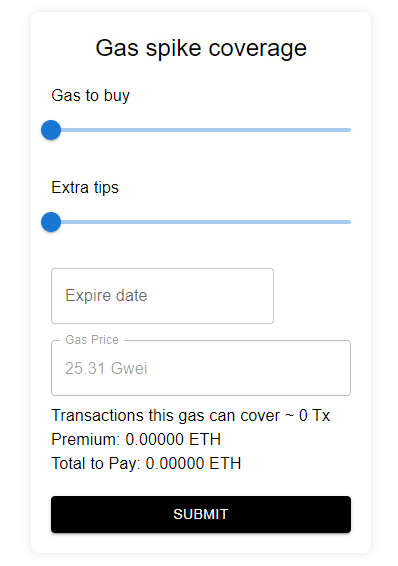 Gas spike coverage
Gas to buy
Extra tips
Expire date
Gas Price
25.31 Gwei
Transactions this gas can cover ~ 0 Tx
Premium: 0.00000 ETH
Total to Pay: 0.00000 ETH
SUBMIT